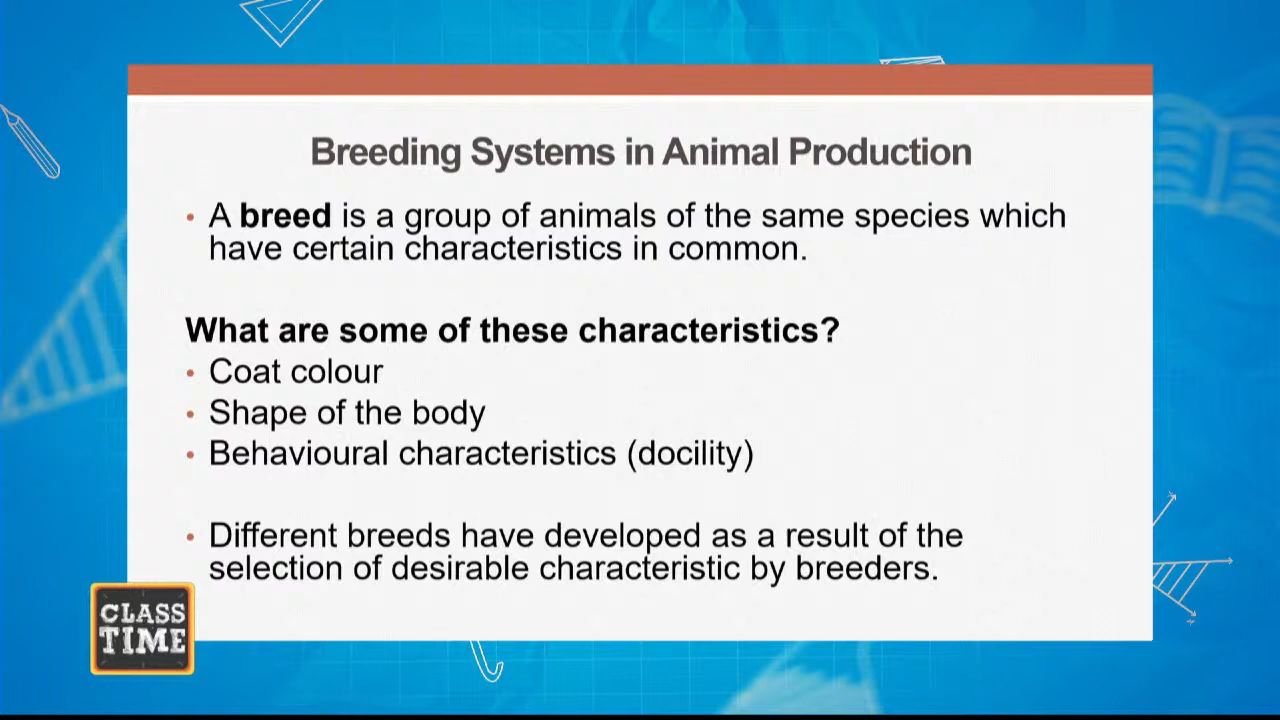 Breeding Systems in Animal Production
• A breed is a group of animals of the same species which
have certain characteristics in common.
What are some of these characteristics?
• Coat colour
• Shape of the body
• Behavioural characteristics (docility)
• Different breeds have developed as a result of the
selection of desirable characteristic by breeders.
CLASS
TIME